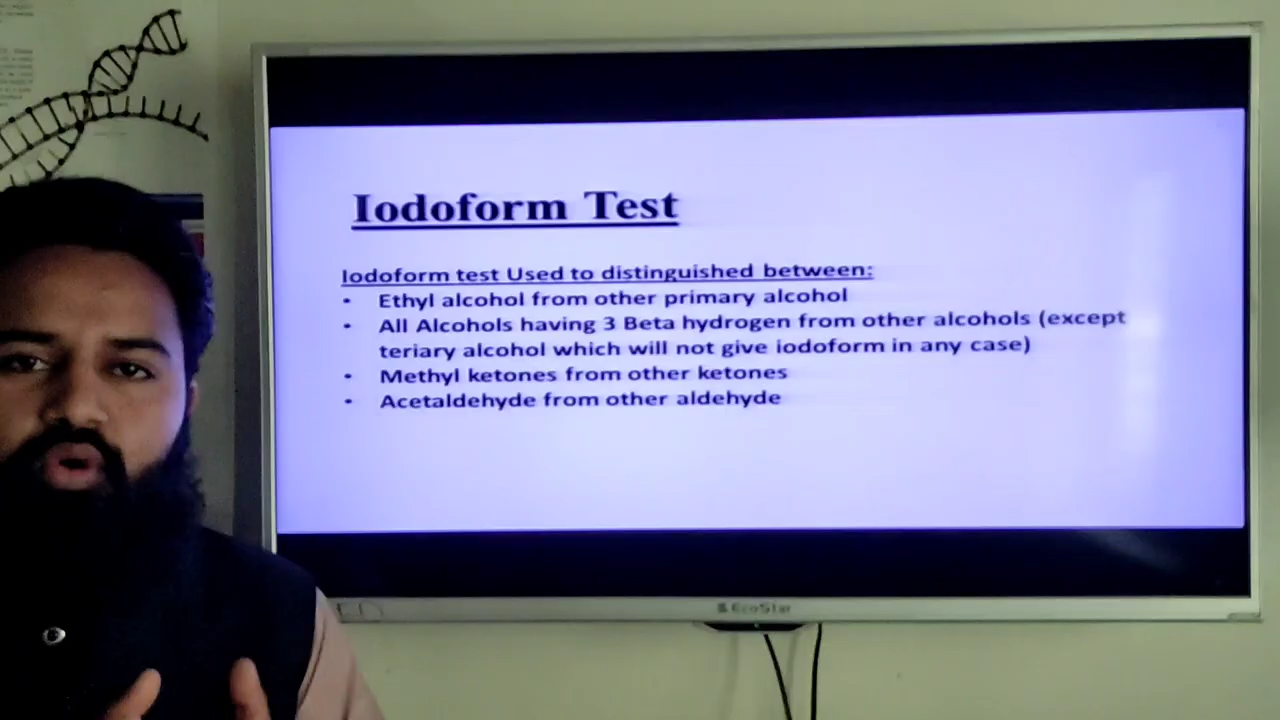 Iodoform Test
Iodoform test Used to distinguished between:
• Ethyl alcohol from other primary alcohol
• All Alcohols having 3 Beta hydrogen from other alcohols (except
teriary alcohol which will not give iodoform in any case)
• Methyl ketones from other ketones
• Acetaldehyde from other aldehyde
EcoStar